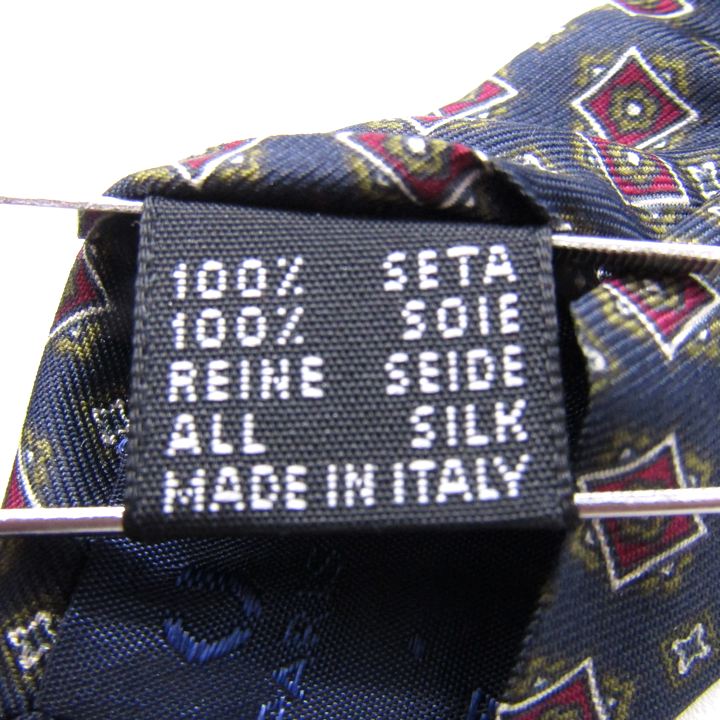 100% SETA
100% SOIE
REINE SEIDE
ALL SILK
MADE IN ITALY